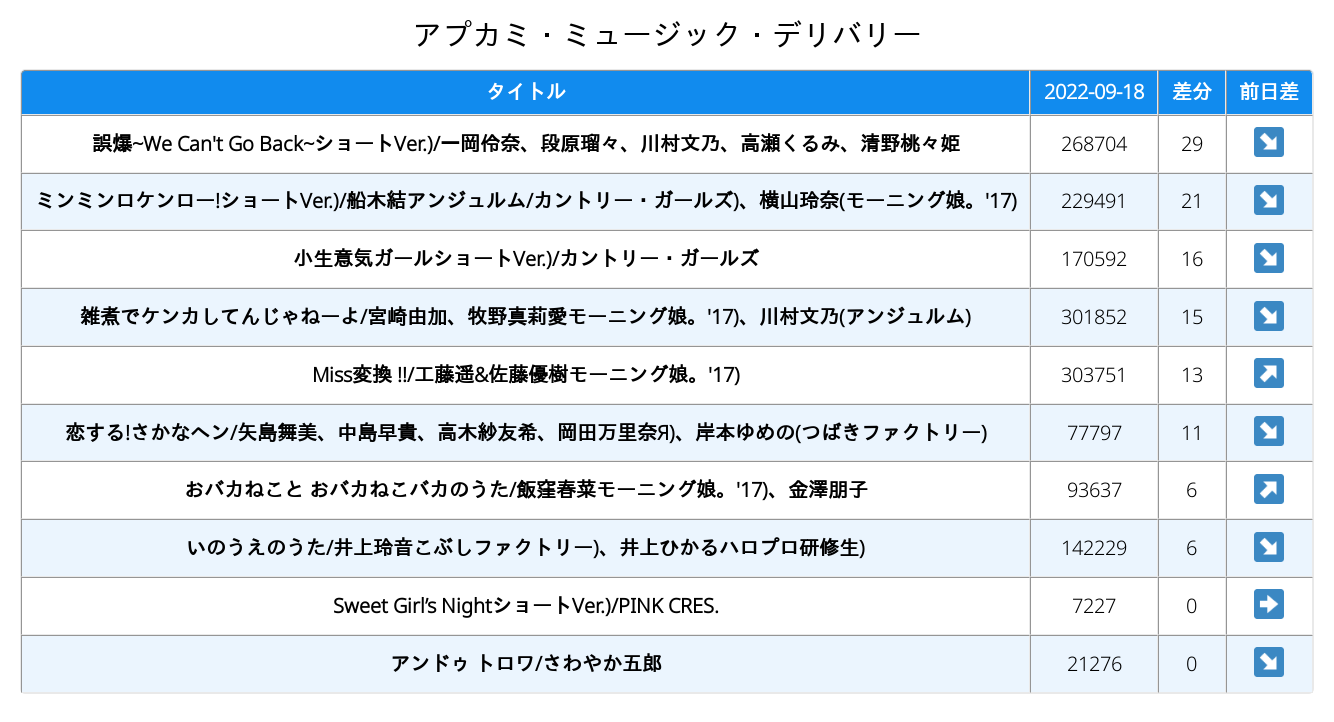 アプカミ・ミュージック・デリバリー
タイトル 2022-09-18 差分 前日差
誤爆~We Can't Go Back~ショートVer.)/一岡伶奈、段原瑠々、川村文乃、高瀬くるみ、清野桃々姫 268704 29
ミンミンロケンロー!ショートVer.)/船木結アンジュルム/カントリー・ガールズ)、横山玲奈(モーニング娘。'17) 229491 21
小生意気ガールショートVer.)/カントリー・ガールズ 170592 16
雑煮でケンカしてんじゃねーよ/宮崎由加、牧野真莉愛モーニング娘。'17)、川村文乃(アンジュルム) 301852 15
Miss変換 !!/工藤遥&佐藤優樹モーニング娘。'17) 303751 13
恋する!さかなヘン/矢島舞美、中島早貴、高木紗友希、岡田万里奈Я)、岸本ゆめの(つばきファクトリー) 77797 11
おバカねこと おバカねこバカのうた/飯窪春菜モーニング娘。'17)、金澤朋子 93637 6
いのうえのうた/井上玲音こぶしファクトリー)、井上ひかるハロプロ研修生) 142229 6
Sweet Girl’s NightショートVer.)/PINK CRES. 7227 0
アンドゥ トロワ/さわやか五郎 21276 0